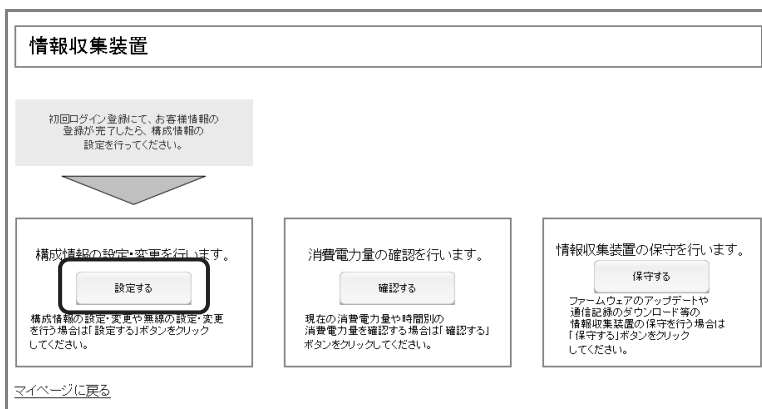 情報収集装置
初回ログイン登録にて、お客様情報の
登録が完了したら、構成情報の
設定を行ってください。
構成情報の設定・変更を行います。
設定する
構成情報の設定・変更や無線の設定・変更
を行う場合は「設定する」ボタンをクリック
してください。
消費電力量の確認を行います。
確認する
現在の消費電力量や時間別の
消費電力量を確認する場合は「確認する」
ボタンをクリックしてください。
情報収集装置の保守を行います。
保守する
ファームウェアのアップデートや
通信記録のダウンロード等の
情報収集装置の保守を行う場合は
「保守する」ボタンをクリック
してください。
マイページに戻る